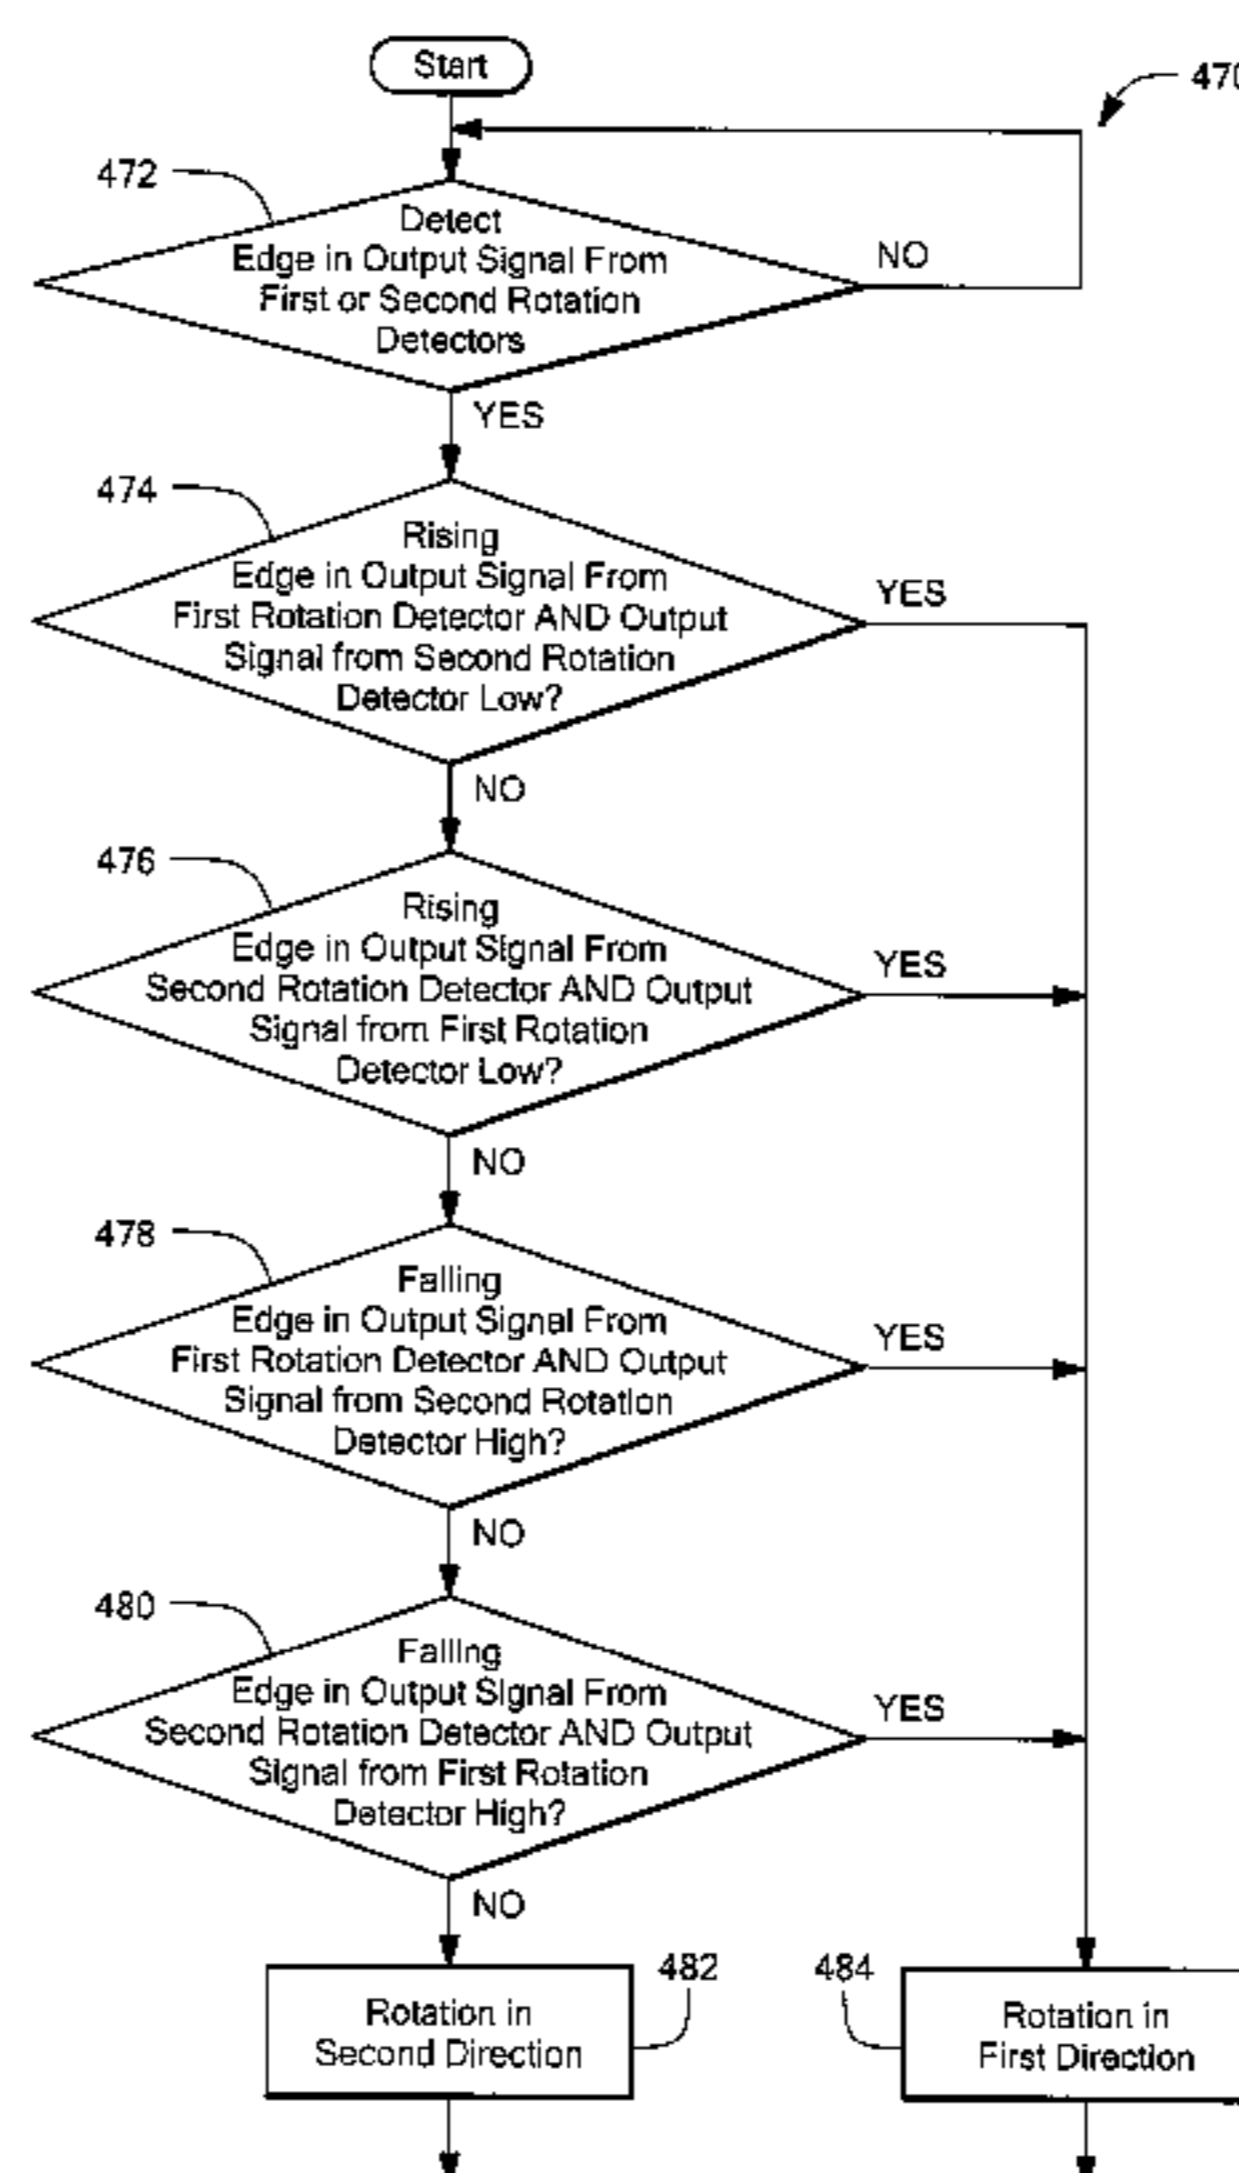 Start
470
472
Detect
Edge in Output Signal From
First or Second Rotation
Detectors
NO
YES
474
Rising
Edge in Output Signal From
First Rotation Detector AND Output
Signal from Second Rotation
Detector Low?
YES
NO
476
Rising
Edge in Output Signal From
Second Rotation Detector AND Output
Signal from First Rotation
Detector Low?
YES
NO
478
Falling
Edge in Output Signal From
First Rotation Detector AND Output
Signal from Second Rotation
Detector High?
YES
NO
480
Falling
Edge in Output Signal From
Second Rotation Detector AND Output
Signal from First Rotation
Detector High?
YES
NO
482
Rotation in
Second Direction
484
Rotation in
First Direction